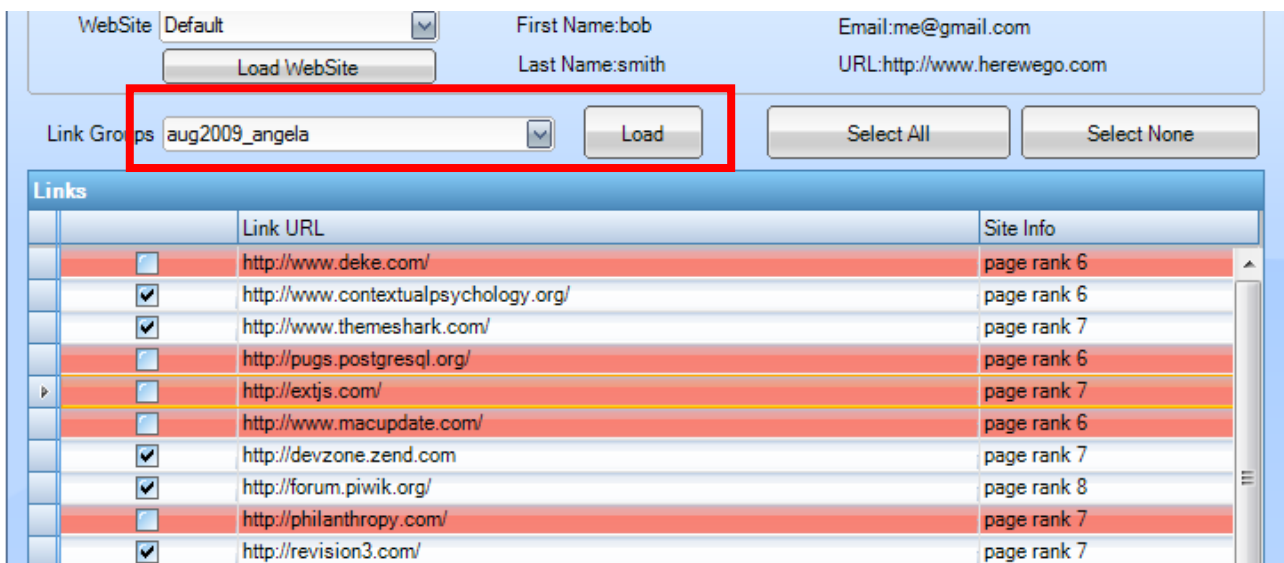 WebSite Default First Name:bob Email:me@gmail.com
Load WebSite Last Name:smith URL:http://www.herewego.com
Link Groups aug2009_angela Load Select All Select None
Links
Link URL Site Info
http://www.deke.com/ page rank 6
http://www.contextualpsychology.org/ page rank 6
http://www.themeshark.com/ page rank 7
http://pugs.postgresql.org/ page rank 6
http://extjs.com/ page rank 7
http://www.macupdate.com/ page rank 6
http://devzone.zend.com page rank 7
http://forum.piwik.org/ page rank 8
http://philanthropy.com/ page rank 7
http://revision3.com/ page rank 7